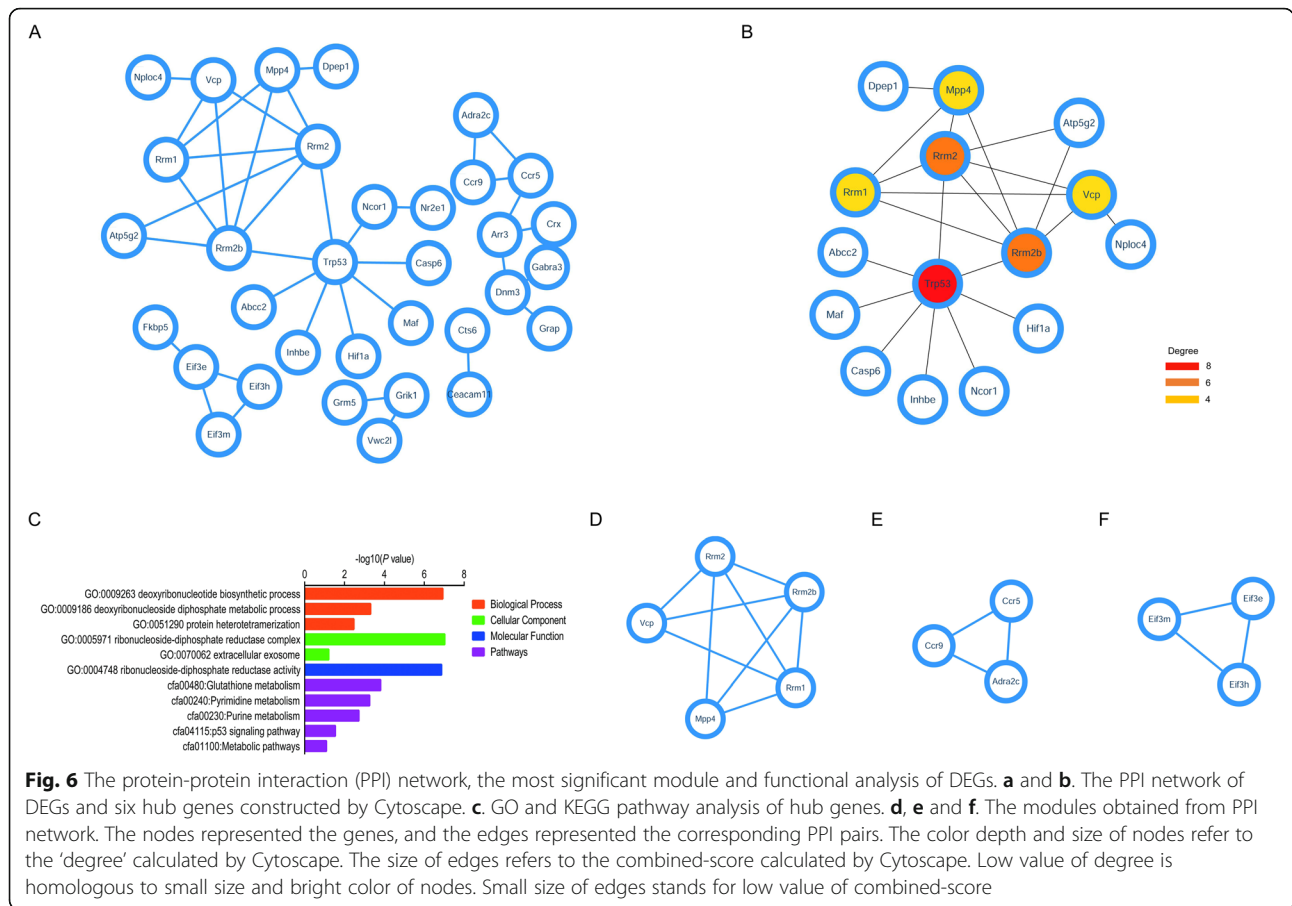 A
Nploc4
Vcp
Mpp4
Dpep1
Rrm1
Rrm2
Atp5g2
Rrm2b
Trp53
Ncor1
Nr2e1
Casp6
Abcc2
Inhbe
Hif1a
Maf
Adra2c
Ccr9
Ccr5
Arr3
Crx
Gabra3
Dnm3
Grap
Cts6
Ceacam11
Fkbp5
Eif3e
Eif3h
Eif3m
Grm5
Grik1
Vwc2l
B
Dpep1
Mpp4
Atp5g2
Rrm2
Rrm1
Vcp
Nploc4
Abcc2
Rrm2b
Trp53
Maf
Hif1a
Casp6
Inhbe
Ncor1
Degree
8
6
4
C
-log10(P value)
0 2 4 6 8
GO:0009263 deoxyribonucleotide biosynthetic process
GO:0009186 deoxyribonucleoside diphosphate metabolic process
GO:0051290 protein heterotetramerization
GO:0005971 ribonucleoside-diphosphate reductase complex
GO:0070062 extracellular exosome
GO:0004748 ribonucleoside-diphosphate reductase activity
cfa00480:Glutathione metabolism
cfa00240:Pyrimidine metabolism
cfa00230:Purine metabolism
cfa04115:p53 signaling pathway
cfa01100:Metabolic pathways
Biological Process
Cellular Component
Molecular Function
Pathways
D
Rrm2
Rrm2b
Vcp
Rrm1
Mpp4
E
Ccr5
Ccr9
Adra2c
F
Eif3e
Eif3m
Eif3h
Fig. 6 The protein-protein interaction (PPI) network, the most significant module and functional analysis of DEGs. a and b. The PPI network of
DEGs and six hub genes constructed by Cytoscape. c. GO and KEGG pathway analysis of hub genes. d, e and f. The modules obtained from PPI
network. The nodes represented the genes, and the edges represented the corresponding PPI pairs. The color depth and size of nodes refer to
the ‘degree’ calculated by Cytoscape. The size of edges refers to the combined-score calculated by Cytoscape. Low value of degree is
homologous to small size and bright color of nodes. Small size of edges stands for low value of combined-score